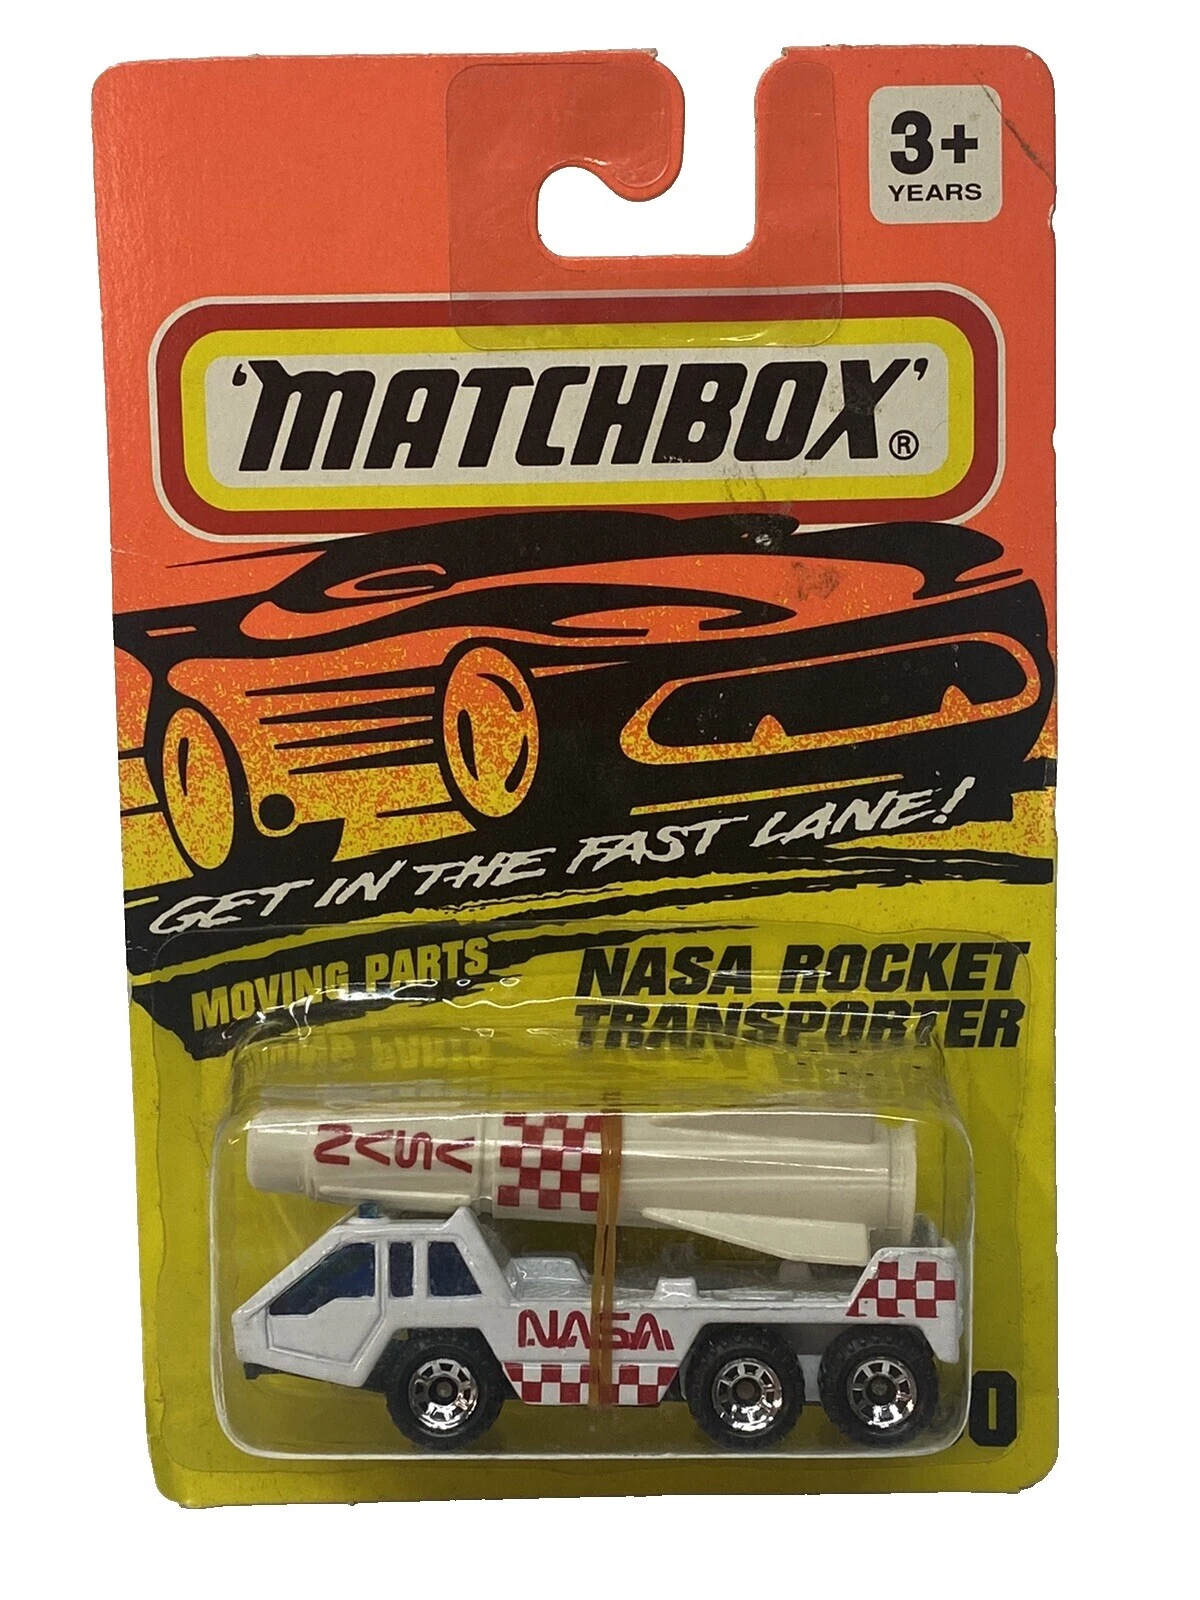 3+
YEARS
'MATCHBOX'®
GET IN THE FAST LANE!
MOVING PARTS
NASA ROCKET
TRANSPORTER
NASA
NASA